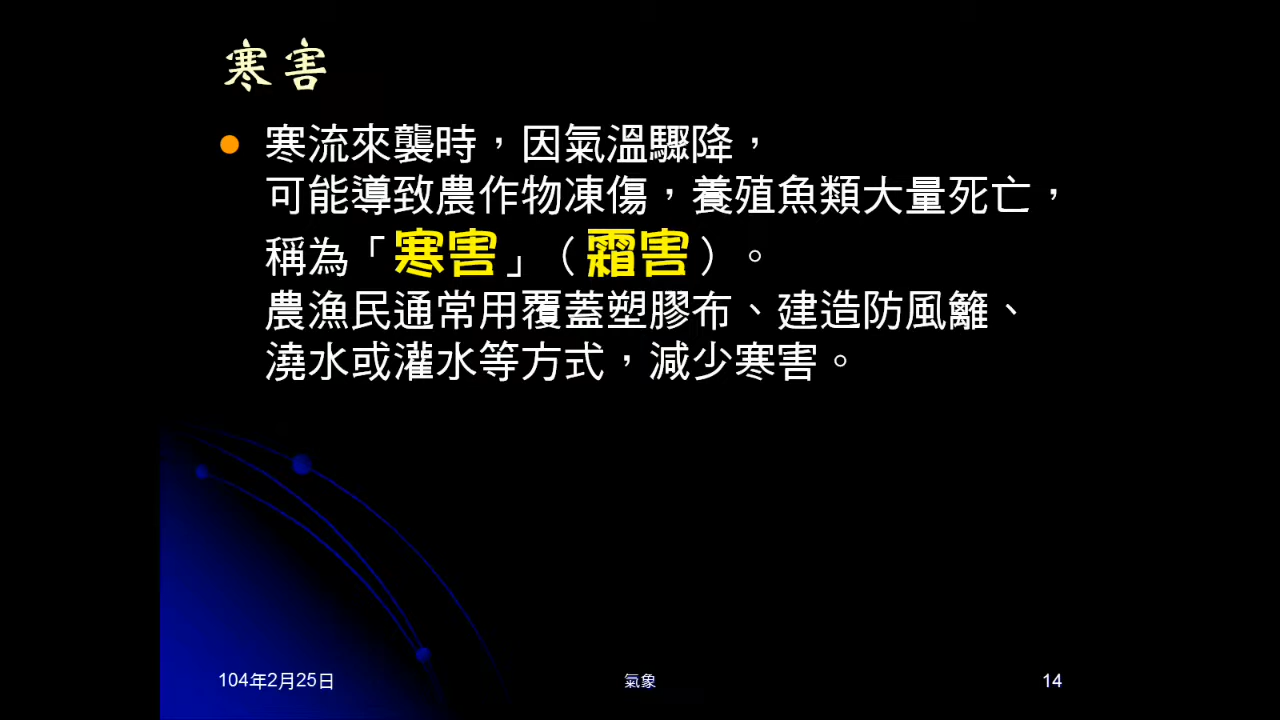 寒害
寒流來襲時，因氣溫驟降，
可能導致農作物凍傷，養殖魚類大量死亡，
稱為「寒害」（霜害）。
農漁民通常用覆蓋塑膠布、建造防風籬、
澆水或灌水等方式，減少寒害。
104年2月25日
氣象
14